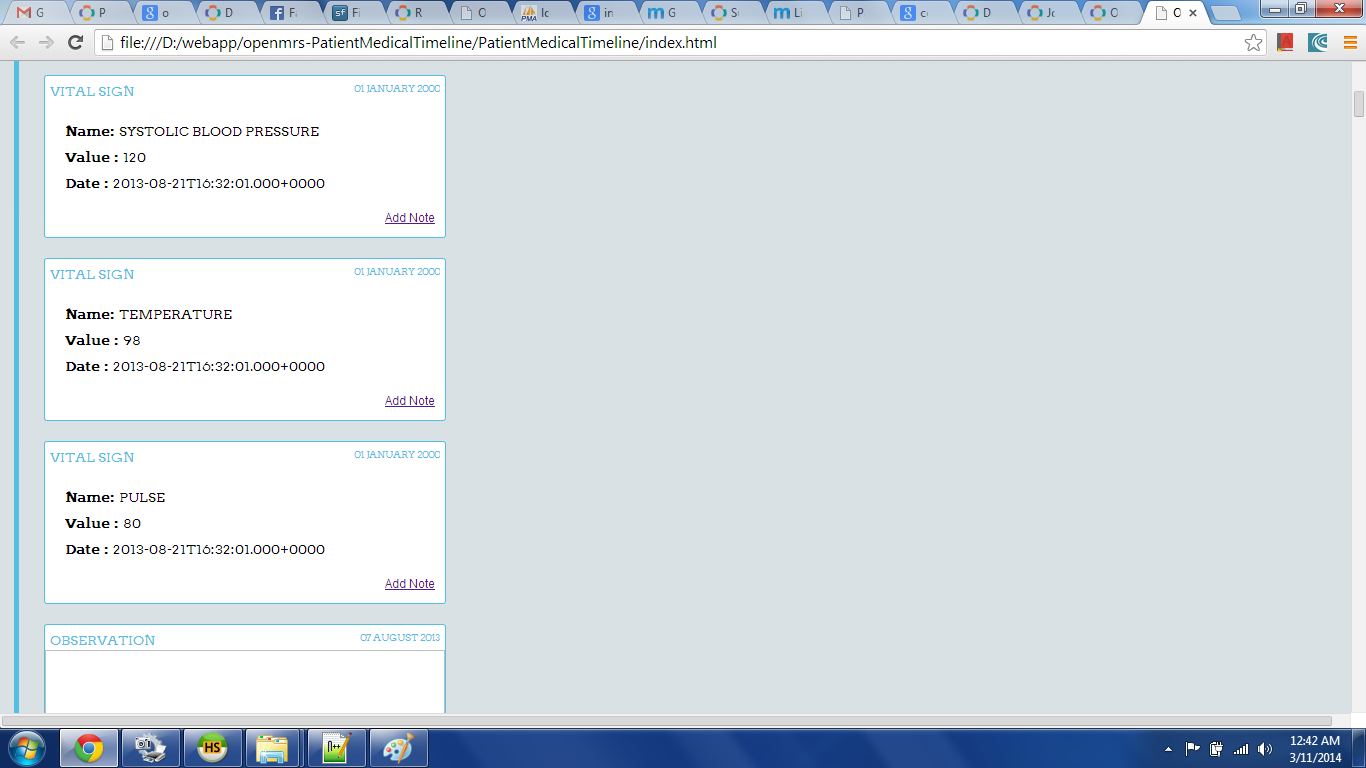 G P o D Fa Fi R O Ic in G Su Li P co D Jo O O
file:///D:/webapp/openmrs-PatientMedicalTimeline/PatientMedicalTimeline/index.html
VITAL SIGN 01 JANUARY 2000
Name: SYSTOLIC BLOOD PRESSURE
Value : 120
Date : 2013-08-21T16:32:01.000+0000
Add Note
VITAL SIGN 01 JANUARY 2000
Name: TEMPERATURE
Value : 98
Date : 2013-08-21T16:32:01.000+0000
Add Note
VITAL SIGN 01 JANUARY 2000
Name: PULSE
Value : 80
Date : 2013-08-21T16:32:01.000+0000
Add Note
OBSERVATION 07 AUGUST 2013
HS
12:42 AM
3/11/2014